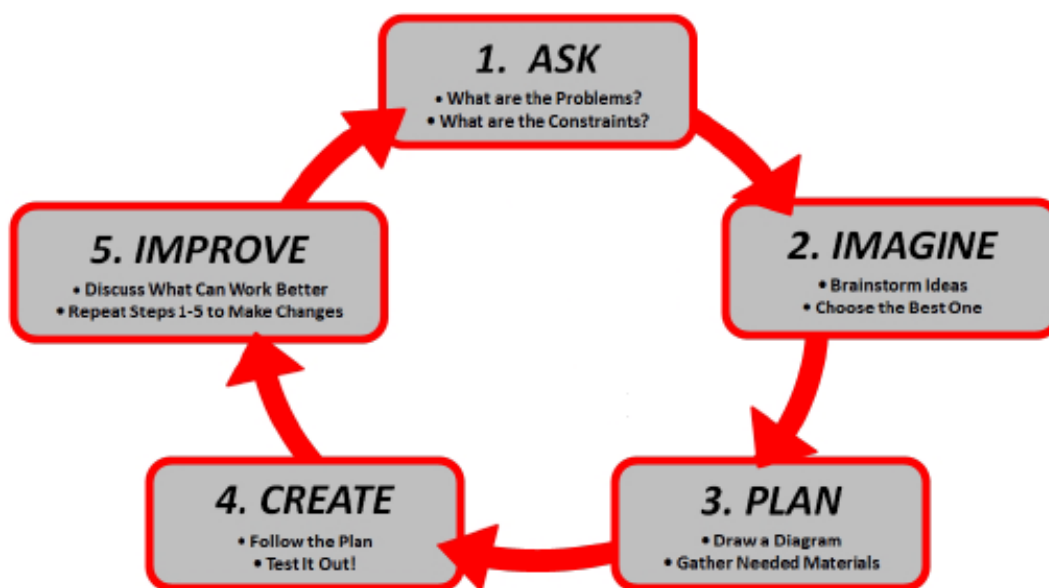 1. ASK
• What are the Problems?
• What are the Constraints?
2. IMAGINE
• Brainstorm Ideas
• Choose the Best One
3. PLAN
• Draw a Diagram
• Gather Needed Materials
4. CREATE
• Follow the Plan
• Test It Out!
5. IMPROVE
• Discuss What Can Work Better
• Repeat Steps 1-5 to Make Changes